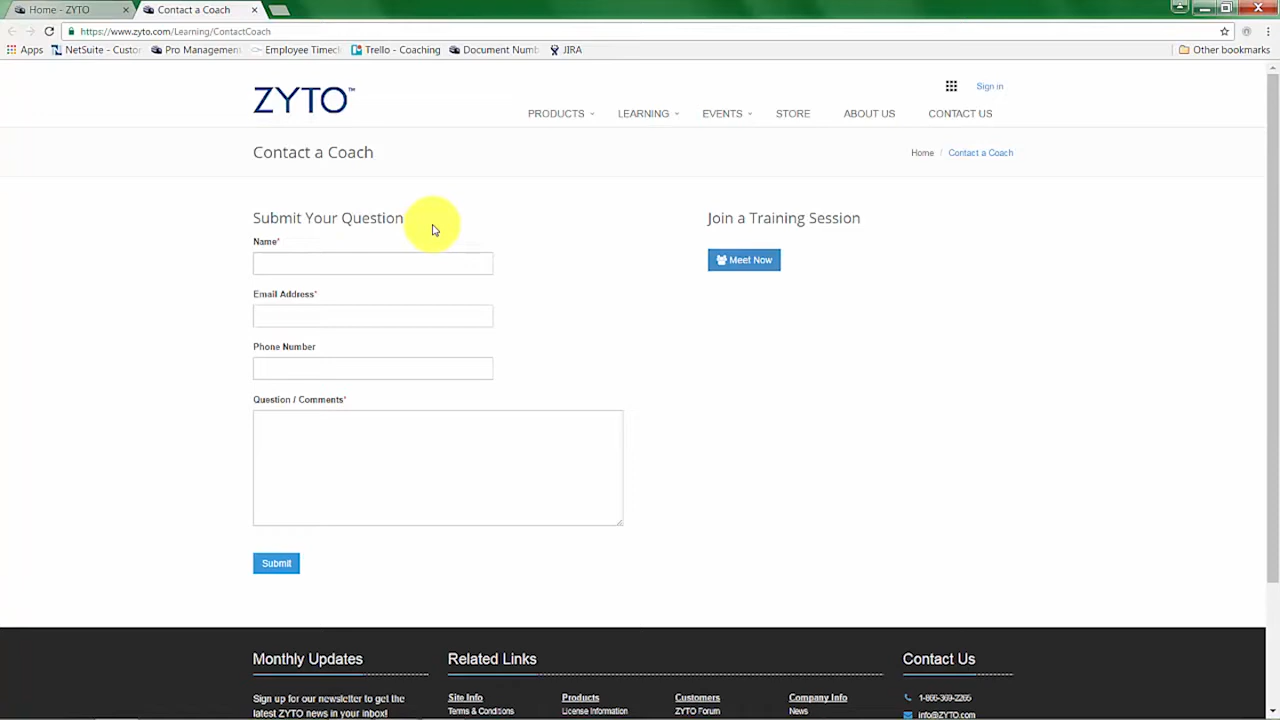 Home - ZYTO
Contact a Coach
https://www.zyto.com/Learning/ContactCoach
Apps NetSuite - Custor Pro Managemen Employee Timecl Trello - Coaching Document Numb JIRA Other bookmarks
ZYTO™
Sign in
PRODUCTS LEARNING EVENTS STORE ABOUT US CONTACT US
Contact a Coach
Home / Contact a Coach
Submit Your Question
Join a Training Session
Name*
Meet Now
Email Address*
Phone Number
Question / Comments*
Submit
Monthly Updates
Related Links
Contact Us
Sign up for our newsletter to get the
latest ZYTO news in your inbox!
Site Info Products Customers Company Info
Terms & Conditions License Information ZYTO Forum News
1-866-369-2265
info@ZYTO.com